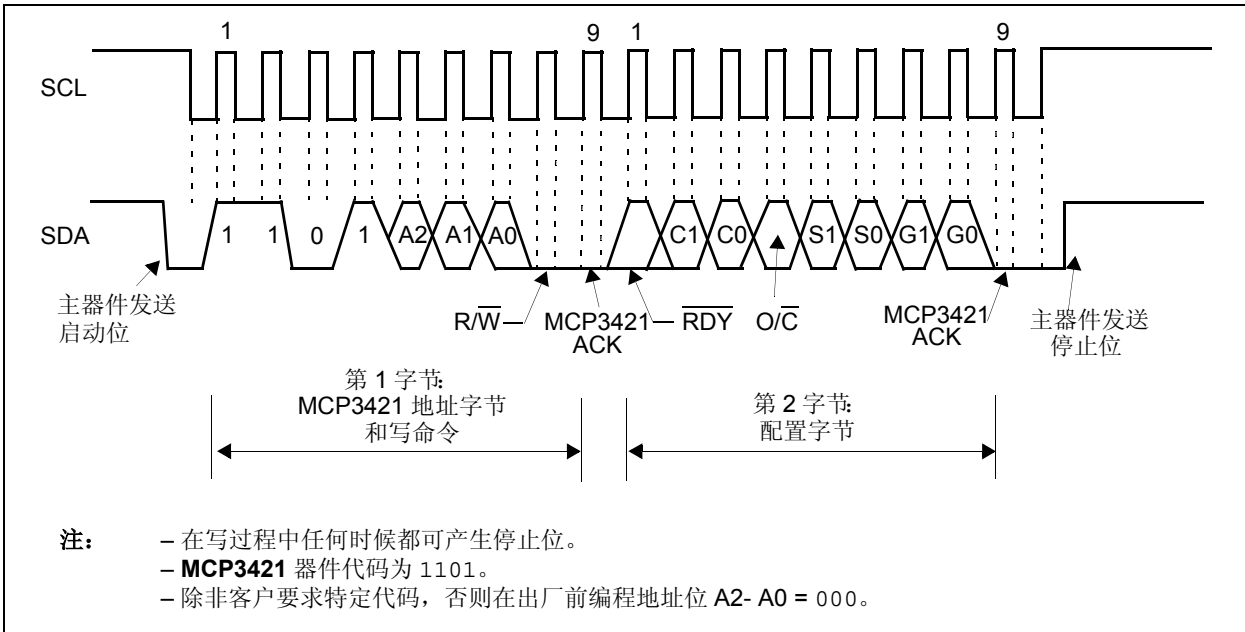 1 9 1 9
SCL
SDA 1 1 0 1 A2 A1 A0 C1 C0 S1 S0 G1 G0
主器件发送
启动位
R/W̅
MCP3421
ACK
R̅D̅Y̅
O/C̅
MCP3421
ACK
主器件发送
停止位
第 1 字节:
MCP3421 地址字节
和写命令
第 2 字节:
配置字节
注: – 在写过程中任何时候都可产生停止位。
– MCP3421 器件代码为 1101。
– 除非客户要求特定代码，否则在出厂前编程地址位 A2- A0 = 000。